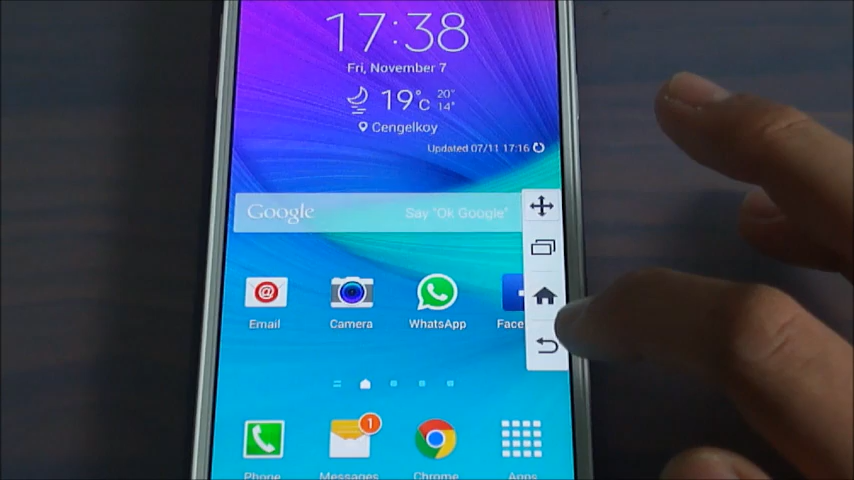 17:38
Fri, November 7
19°C 20° 14°
Cengelkoy
Updated 07/11 17:16
Google Say "Ok Google"
Email Camera WhatsApp Face
1
Phone Messages Chrome Apps